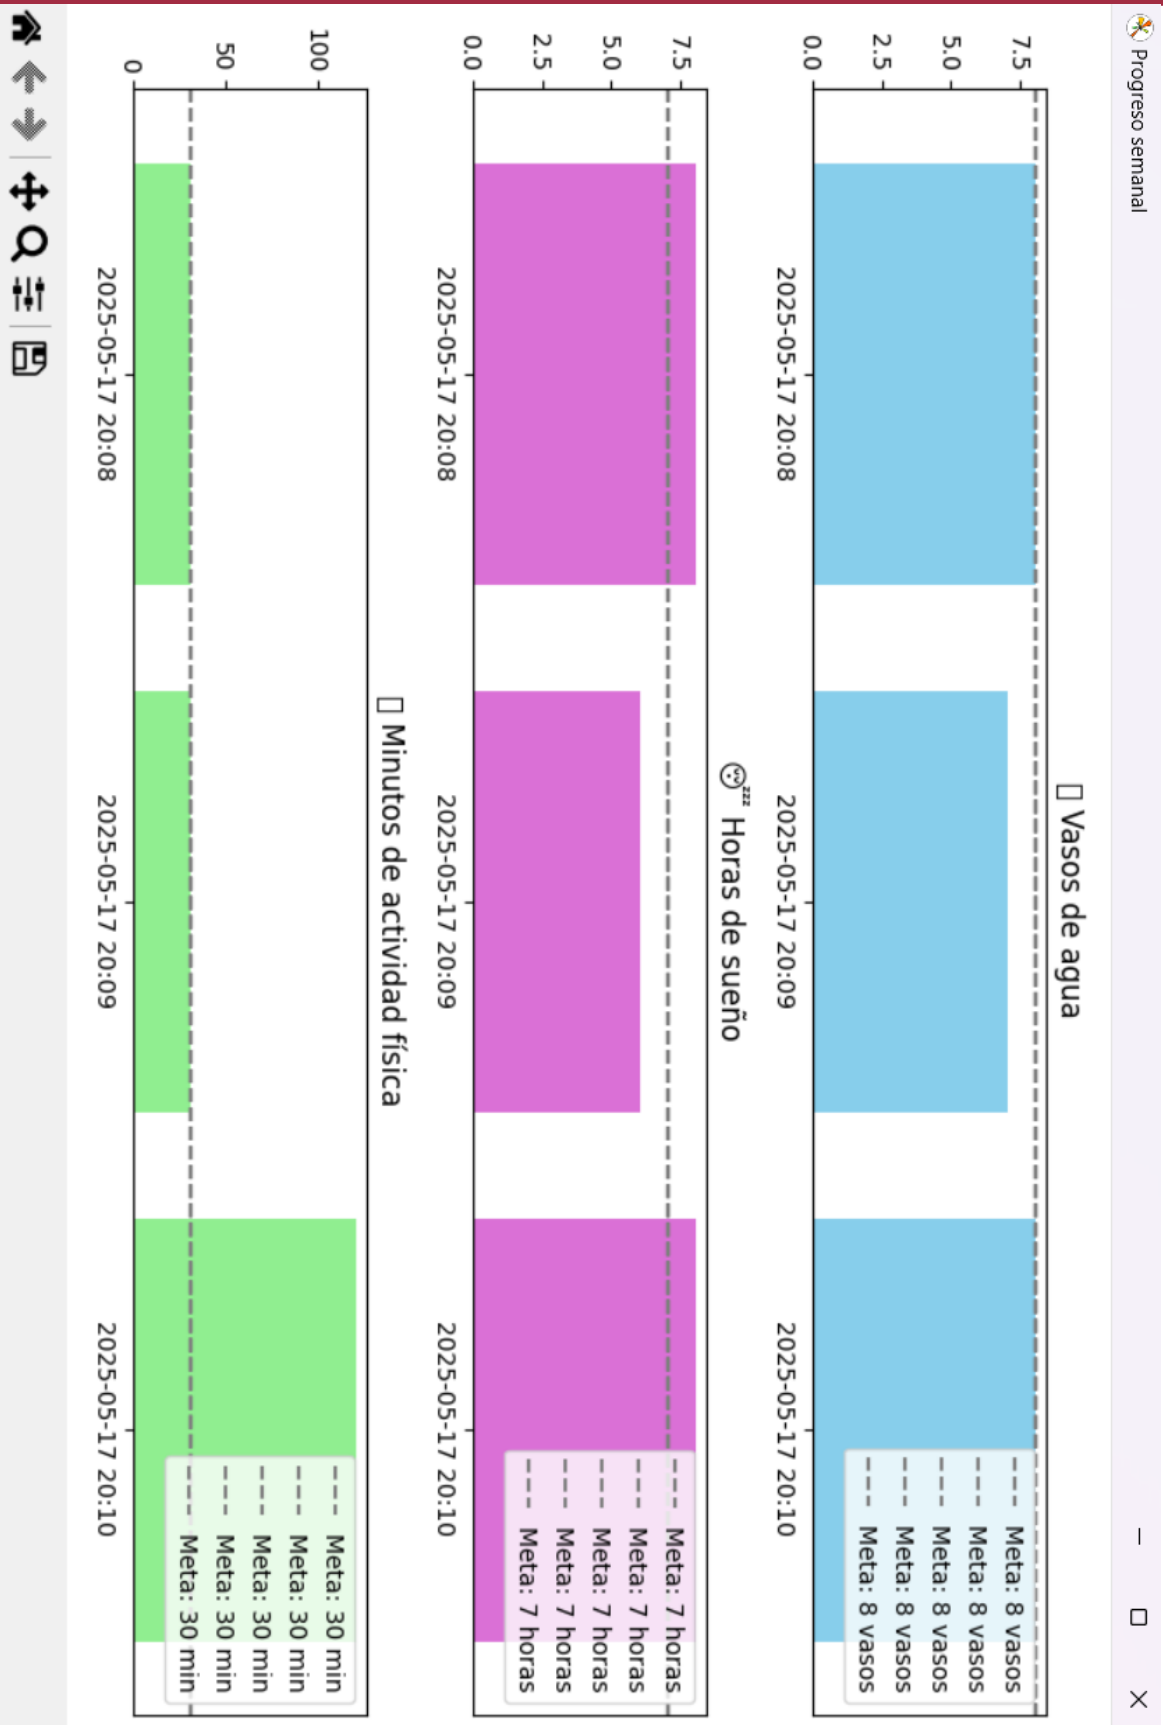 Progreso semanal
Vasos de agua
7.5
5.0
2.5
0.0
Meta: 8 vasos
Meta: 8 vasos
Meta: 8 vasos
Meta: 8 vasos
Meta: 8 vasos
2025-05-17 20:08
2025-05-17 20:09
2025-05-17 20:10
😴 Horas de sueño
7.5
5.0
2.5
0.0
Meta: 7 horas
Meta: 7 horas
Meta: 7 horas
Meta: 7 horas
Meta: 7 horas
2025-05-17 20:08
2025-05-17 20:09
2025-05-17 20:10
Minutos de actividad física
100
50
0
Meta: 30 min
Meta: 30 min
Meta: 30 min
Meta: 30 min
Meta: 30 min
2025-05-17 20:08
2025-05-17 20:09
2025-05-17 20:10